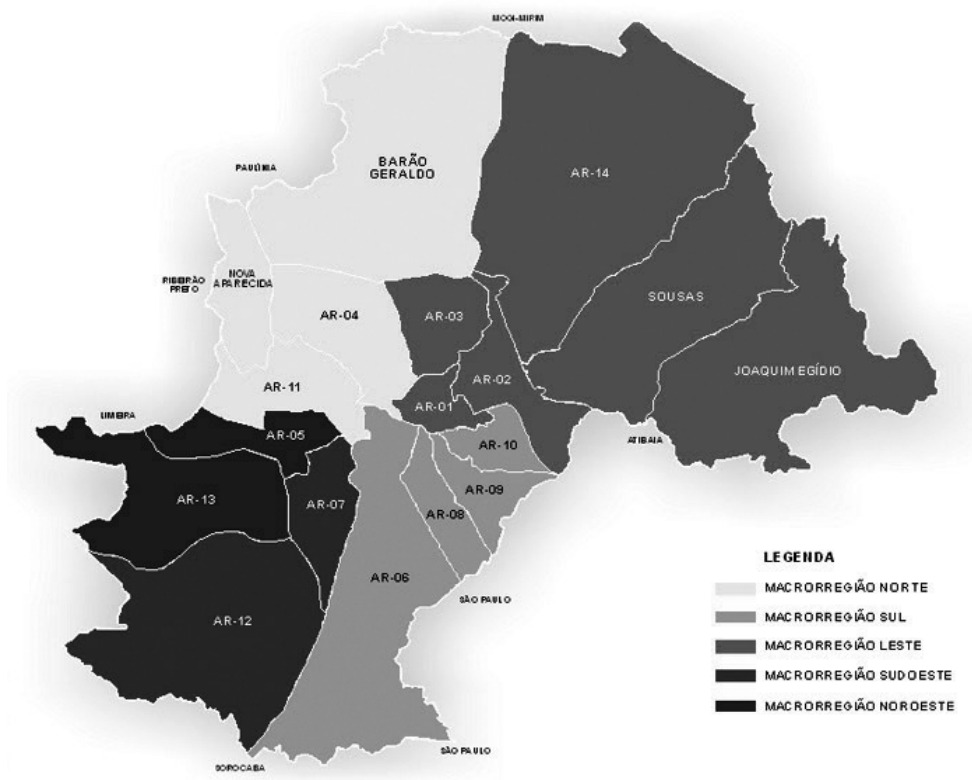 MOGI-MIRIM
BARÃO
GERALDO
PAULÍNIA
AR-14
RIBEIRÃO
PRETO
NOVA
APARECIDA
AR-04
AR-03
SOUSAS
JOAQUIM EGÍDIO
AR-11
AR-02
AR-01
LIMEIRA
AR-05
AR-10
ATIBAIA
AR-13
AR-07
AR-09
AR-08
AR-06
SÃO PAULO
AR-12
SÃO PAULO
SOROCABA
LEGENDA
MACRORREGIÃO NORTE
MACRORREGIÃO SUL
MACRORREGIÃO LESTE
MACRORREGIÃO SUDOESTE
MACRORREGIÃO NOROESTE